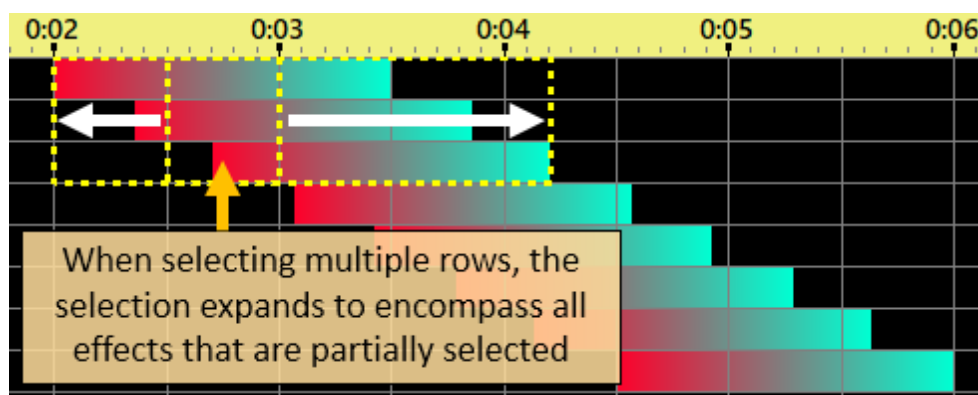 0:02 0:03 0:04 0:05 0:06
When selecting multiple rows, the
selection expands to encompass all
effects that are partially selected